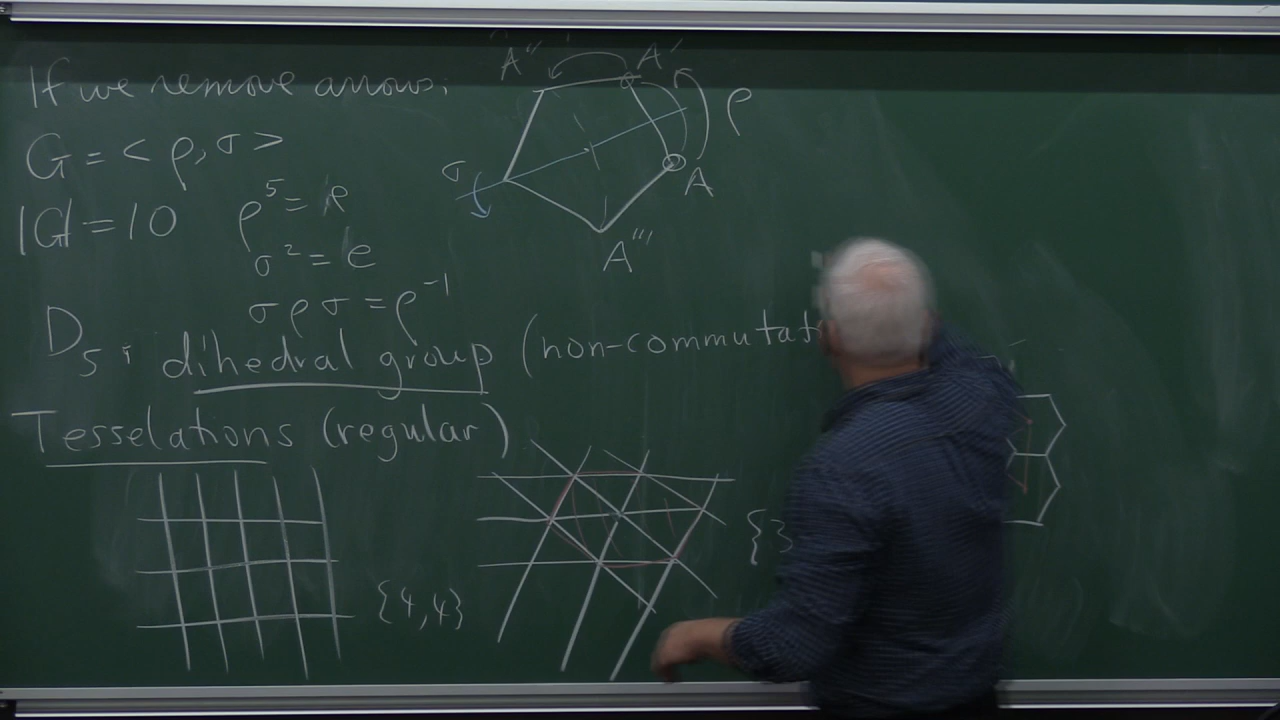 If we remove arrows:
G = < ρ, σ >
|G| = 10
ρ⁵ = e
σ² = e
σρσ = ρ⁻¹
A'' A'
ρ
σ
A
A'''
D₅: dihedral group (non-commutat
Tesselations (regular)
{4,4}
{3